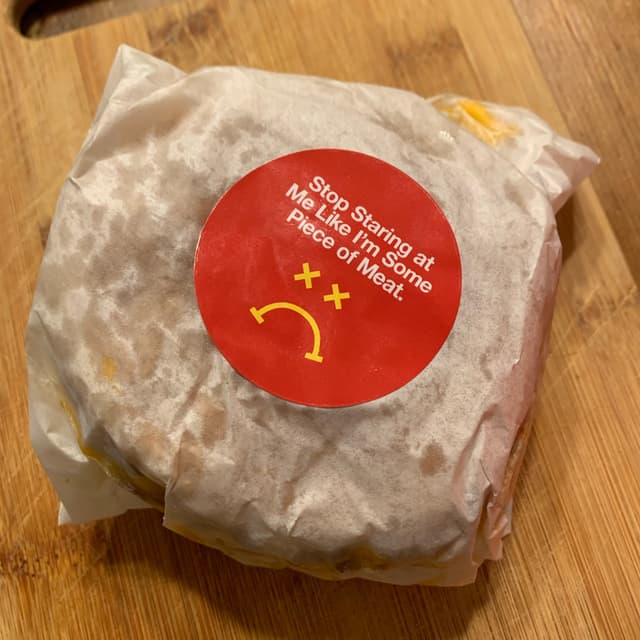 Stop Staring at
Me Like I'm Some
Piece of Meat.